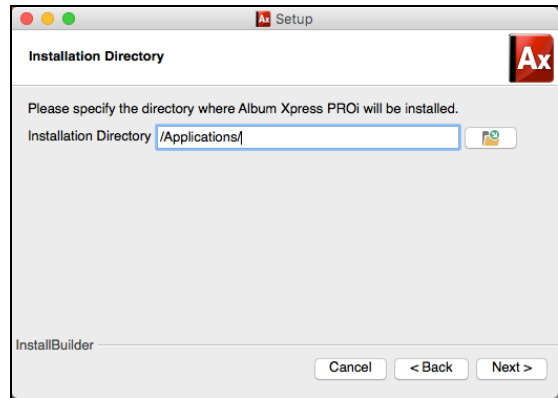 Ax Setup
Installation Directory
Ax
Please specify the directory where Album Xpress PROi will be installed.
Installation Directory /Applications/
InstallBuilder
Cancel < Back Next >